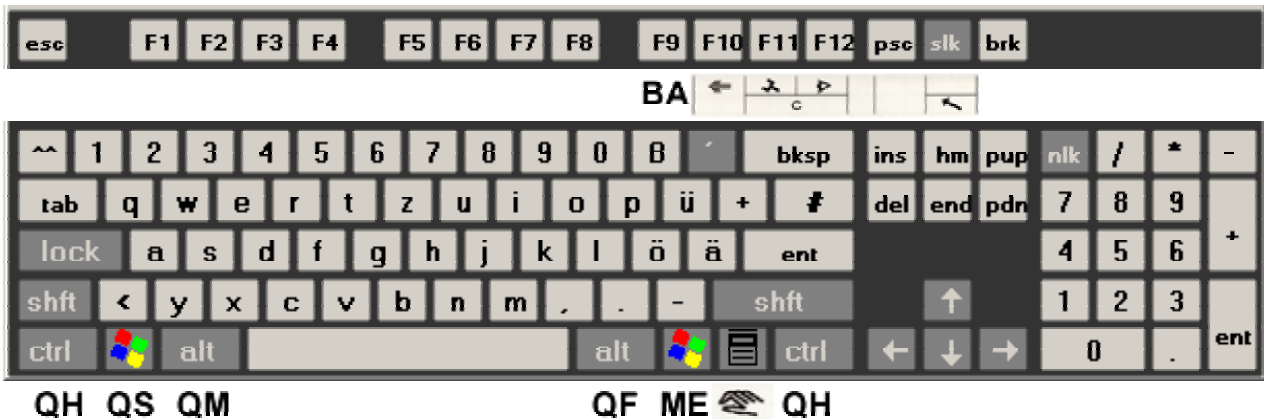 esc F1 F2 F3 F4 F5 F6 F7 F8 F9 F10 F11 F12 psc slk brk
BA C
^^ 1 2 3 4 5 6 7 8 9 0 ß ´ bksp ins hm pup nlk / * -
tab q w e r t z u i o p ü + # del end pdn 7 8 9 +
lock a s d f g h j k l ö ä ent 4 5 6
shft < y x c v b n m , . - shft ↑ 1 2 3 ent
ctrl alt alt ctrl ← ↓ → 0 .
QH QS QM QF ME QH